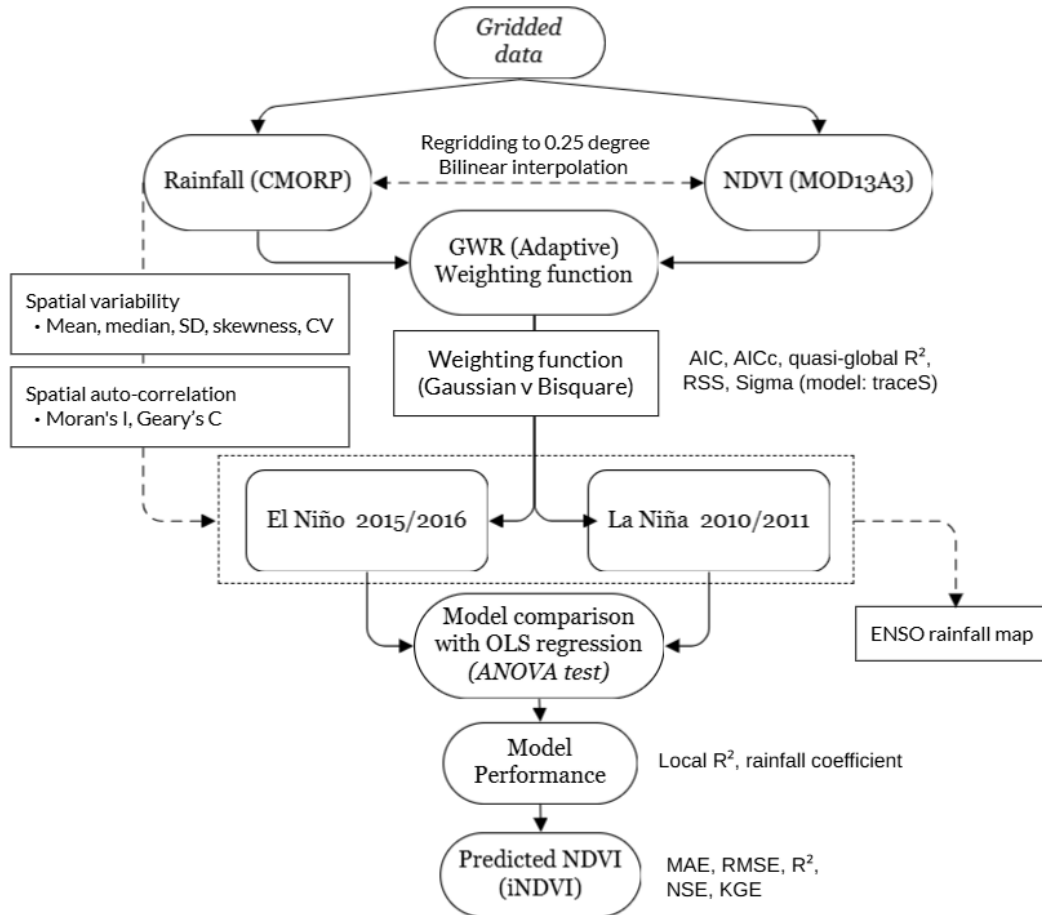 Gridded
data
Regridding to 0.25 degree
Bilinear interpolation
Rainfall (CMORP)
NDVI (MOD13A3)
GWR (Adaptive)
Weighting function
Spatial variability
• Mean, median, SD, skewness, CV
Weighting function
(Gaussian v Bisquare)
AIC, AICc, quasi-global R²,
RSS, Sigma (model: traceS)
Spatial auto-correlation
• Moran's I, Geary's C
El Niño 2015/2016
La Niña 2010/2011
Model comparison
with OLS regression
(ANOVA test)
ENSO rainfall map
Model
Performance
Local R², rainfall coefficient
Predicted NDVI
(iNDVI)
MAE, RMSE, R²,
NSE, KGE